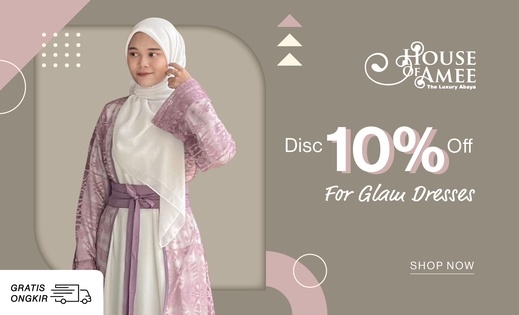 HOUSE
OF AMEE
The Luxury Abaya
Disc 10% Off
For Glam Dresses
SHOP NOW
GRATIS
ONGKIR